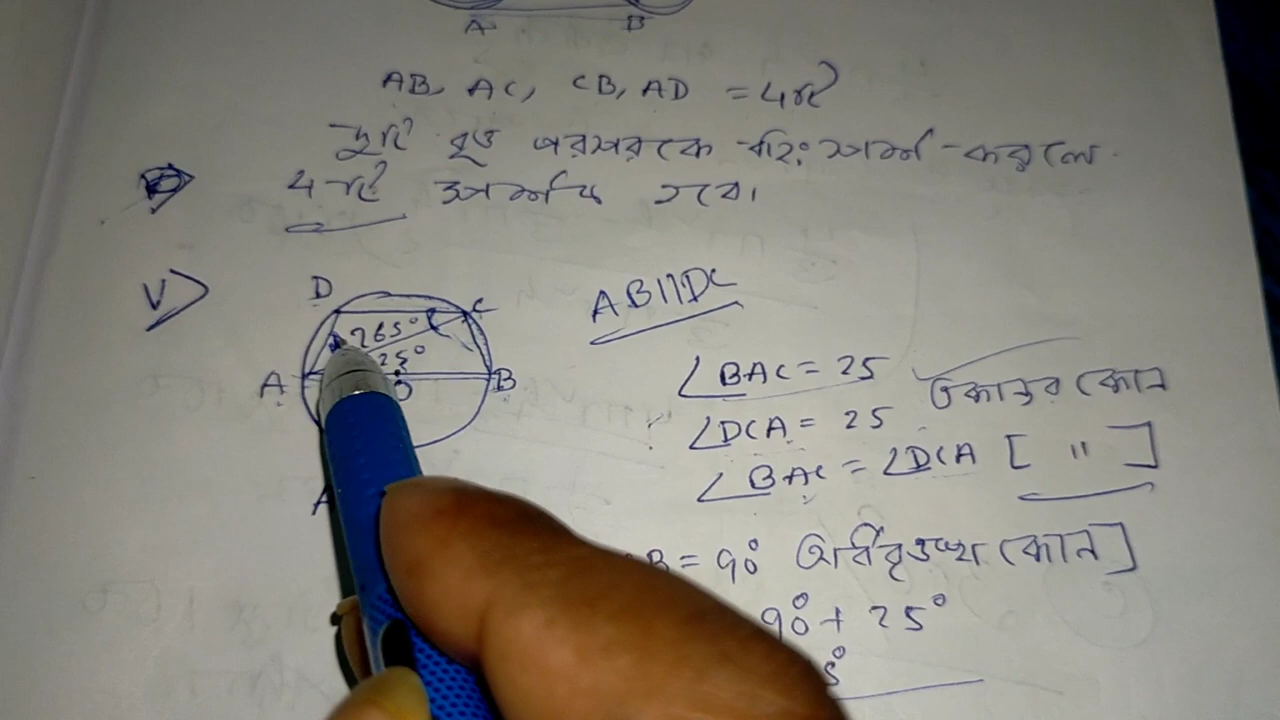 A B
AB, AC, CB, AD = 4টি
দুটি বৃত্ত পরস্পরকে বহিঃস্পর্শ করলে
4টি স্পর্শক হবে।
V>
D C
265°
25°
A O B
AB || DC
∠BAC = 25
∠DCA = 25 একান্তর কোন
∠BAC = ∠DCA [ " ]
B = 90° অর্ধবৃত্তস্থ কোন]
90° + 25°
5°